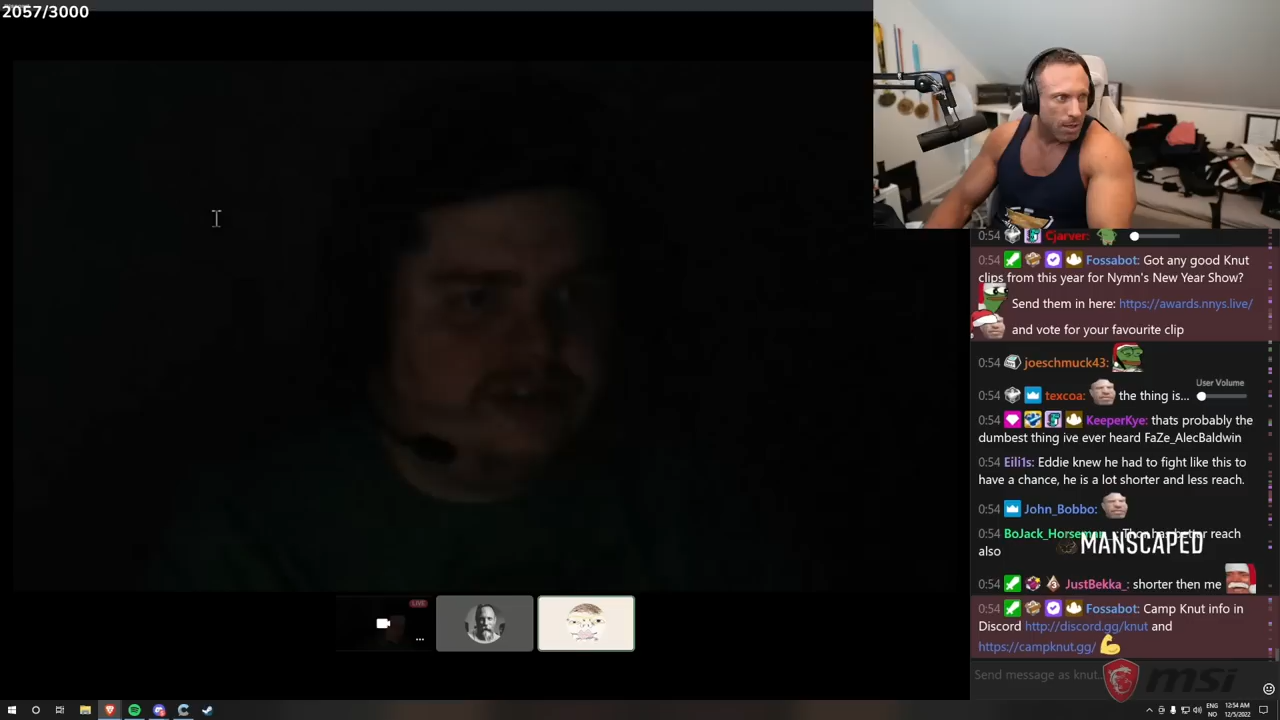 2057/3000
LIVE
...
0:54 Cjarver:
0:54 Fossabot: Got any good Knut
clips from this year for Nymn's New Year Show?
Send them in here: https://awards.nnys.live/
and vote for your favourite clip
0:54 joeschmuck43:
User Volume
0:54 texcoa: the thing is...
0:54 KeeperKye: thats probably the
dumbest thing ive ever heard FaZe_AlecBaldwin
0:54 Eili1s: Eddie knew he had to fight like this to
have a chance, he is a lot shorter and less reach.
0:54 John_Bobbo:
0:54 BoJack_Horseman_: Thor has better reach
also
MANSCAPED
0:54 JustBekka_: shorter then me
0:54 Fossabot: Camp Knut info in
Discord http://discord.gg/knut and
https://campknut.gg/
Send message as knut...
msi
ENG
NO
12:54 AM
12/5/2022